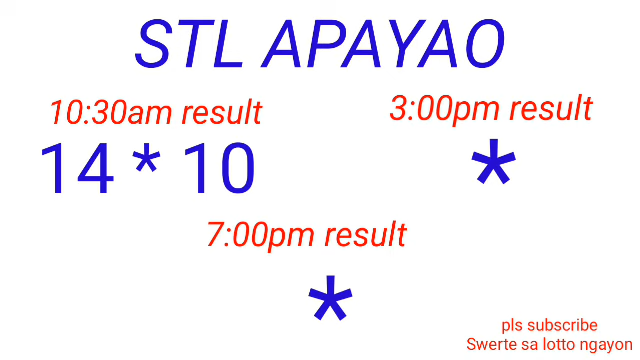 STL APAYAO
10:30am result
14 * 10
3:00pm result
*
7:00pm result
*
pls subscribe
Swerte sa lotto ngayon